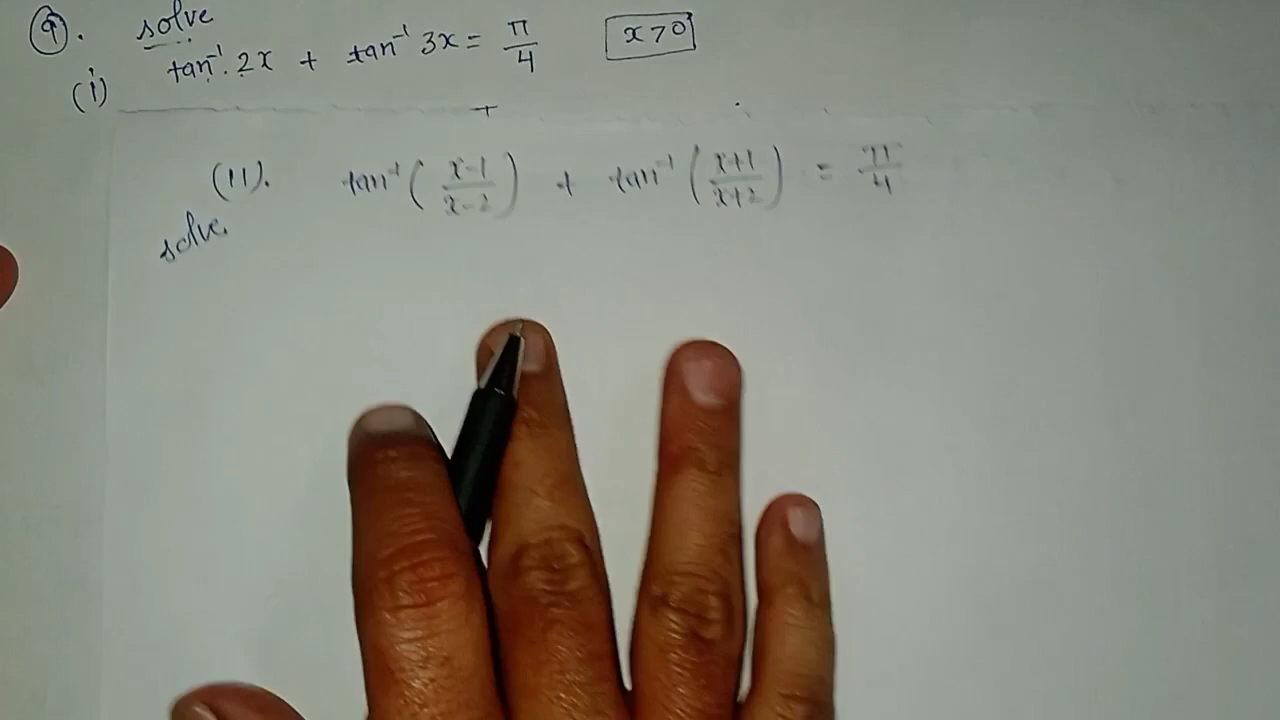 9. solve
(i) tan⁻¹. 2x + tan⁻¹ 3x = π/4 x>0
(11). tan⁻¹ (x-1/x-2) + tan⁻¹ (x+1/x+2) = π/4
solve.